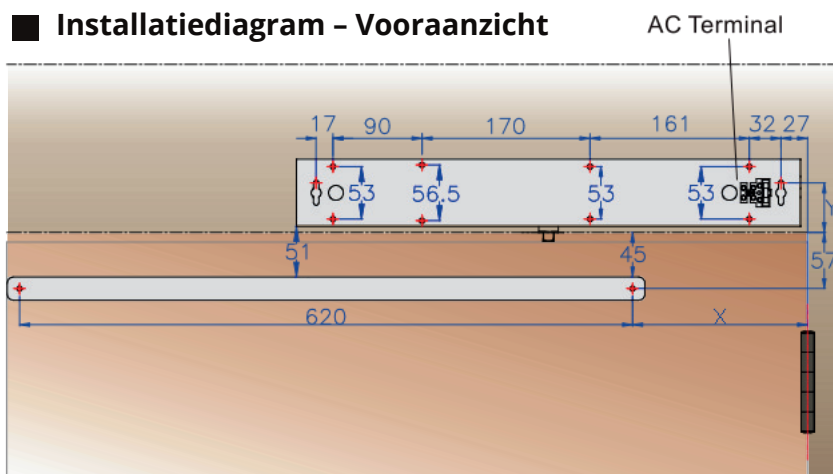 Installatiediagram – Vooraanzicht
AC Terminal
17 90 170 161 32 27
53 56.5 53 53 Y
51 45 57
620 X